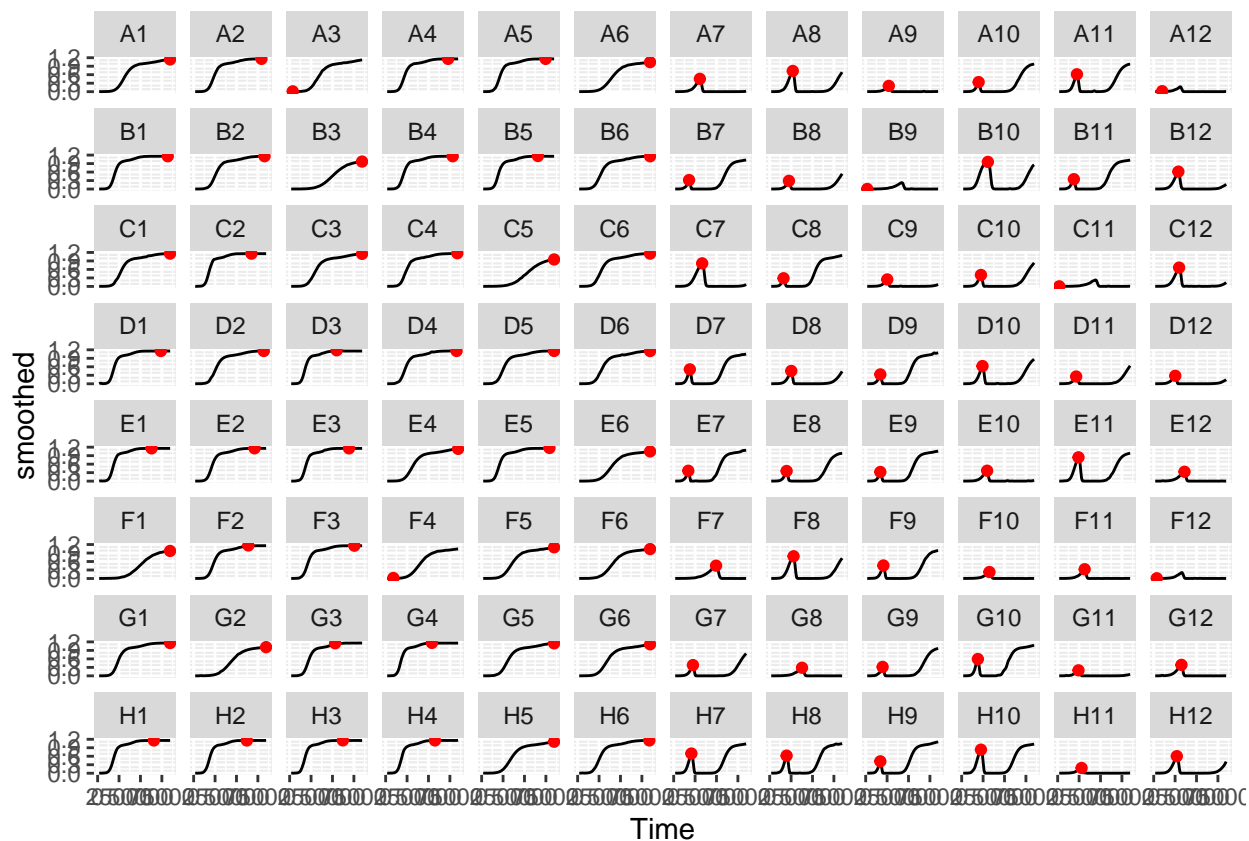 A1 A2 A3 A4 A5 A6 A7 A8 A9 A10 A11 A12
B1 B2 B3 B4 B5 B6 B7 B8 B9 B10 B11 B12
C1 C2 C3 C4 C5 C6 C7 C8 C9 C10 C11 C12
D1 D2 D3 D4 D5 D6 D7 D8 D9 D10 D11 D12
E1 E2 E3 E4 E5 E6 E7 E8 E9 E10 E11 E12
F1 F2 F3 F4 F5 F6 F7 F8 F9 F10 F11 F12
G1 G2 G3 G4 G5 G6 G7 G8 G9 G10 G11 G12
H1 H2 H3 H4 H5 H6 H7 H8 H9 H10 H11 H12
smoothed
Time